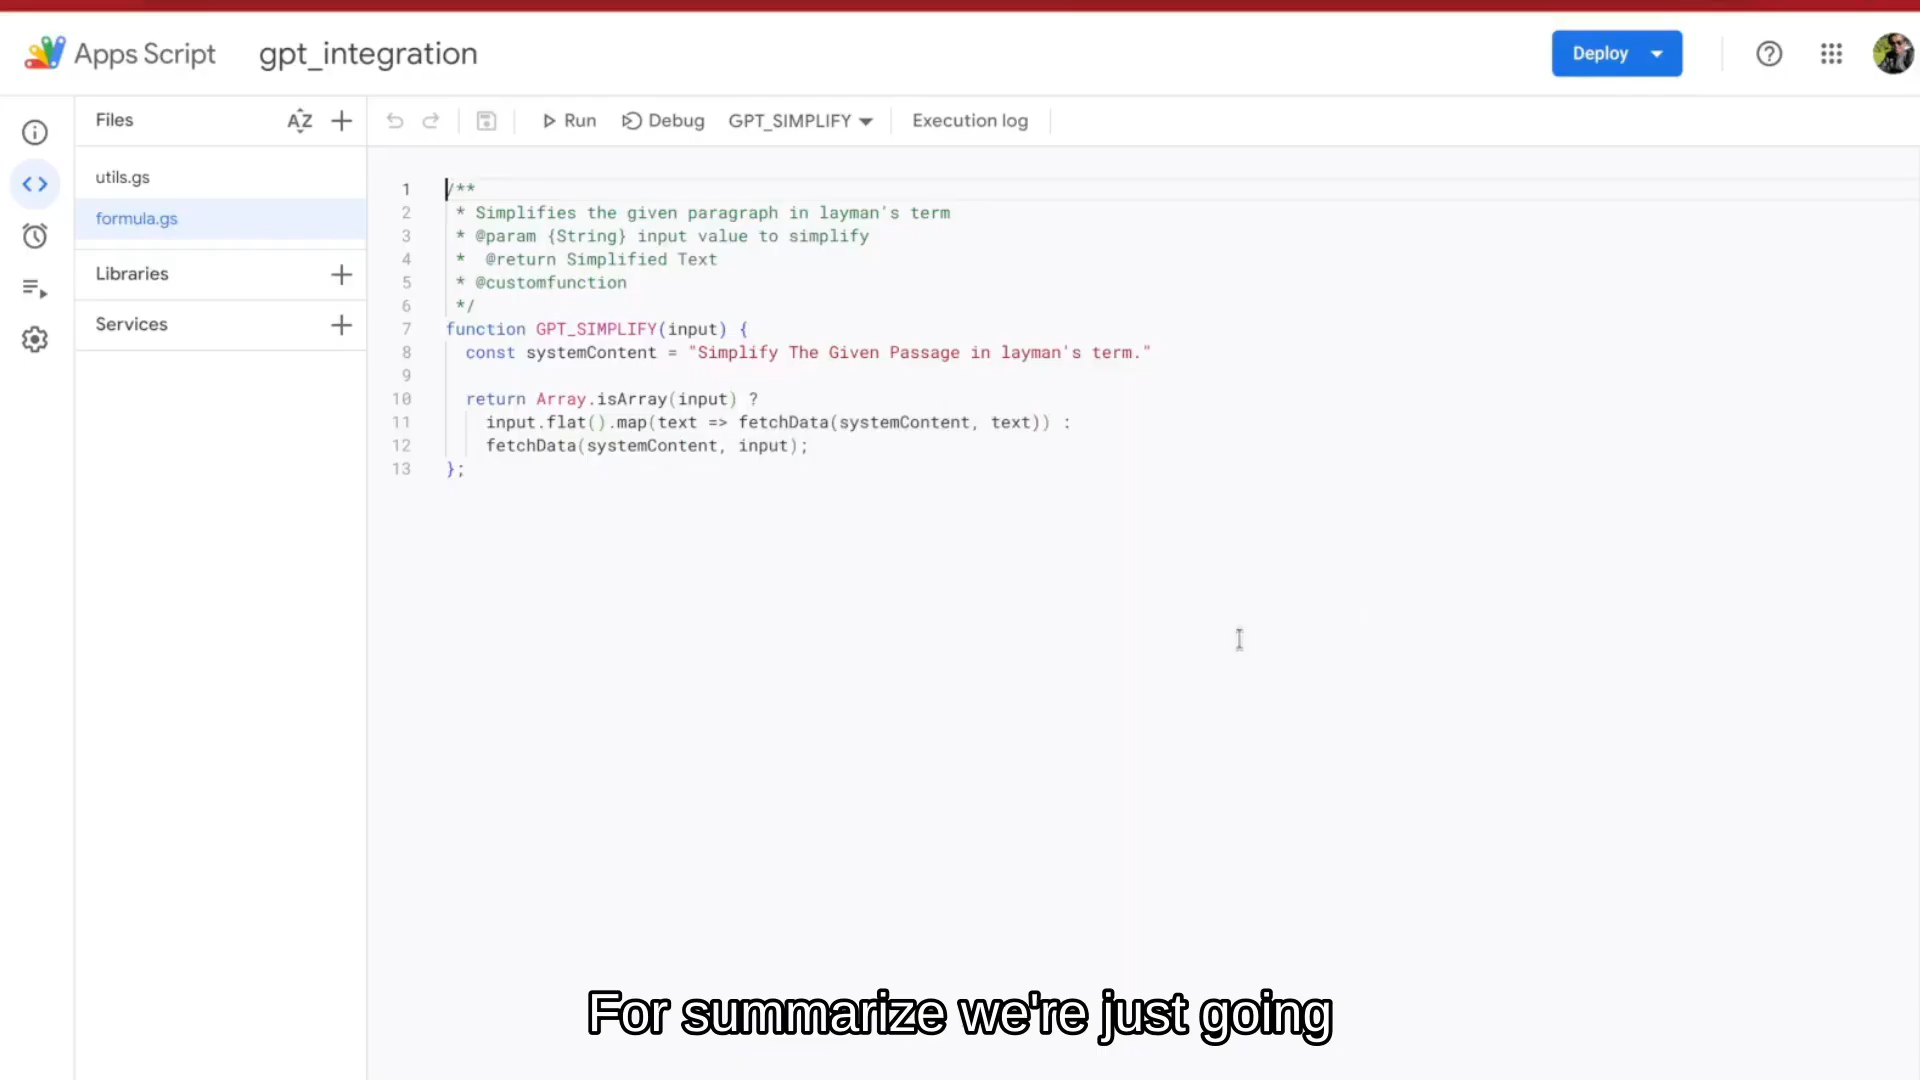 Apps Script gpt_integration Deploy
Files AZ Run Debug GPT_SIMPLIFY Execution log
utils.gs
formula.gs
Libraries
Services
1 /**
2 * Simplifies the given paragraph in layman's term
3 * @param {String} input value to simplify
4 *  @return Simplified Text
5 * @customfunction
6 */
7 function GPT_SIMPLIFY(input) {
8 const systemContent = "Simplify The Given Passage in layman's term."
9
10 return Array.isArray(input) ?
11 input.flat().map(text => fetchData(systemContent, text)) :
12 fetchData(systemContent, input);
13 };
For summarize we're just going